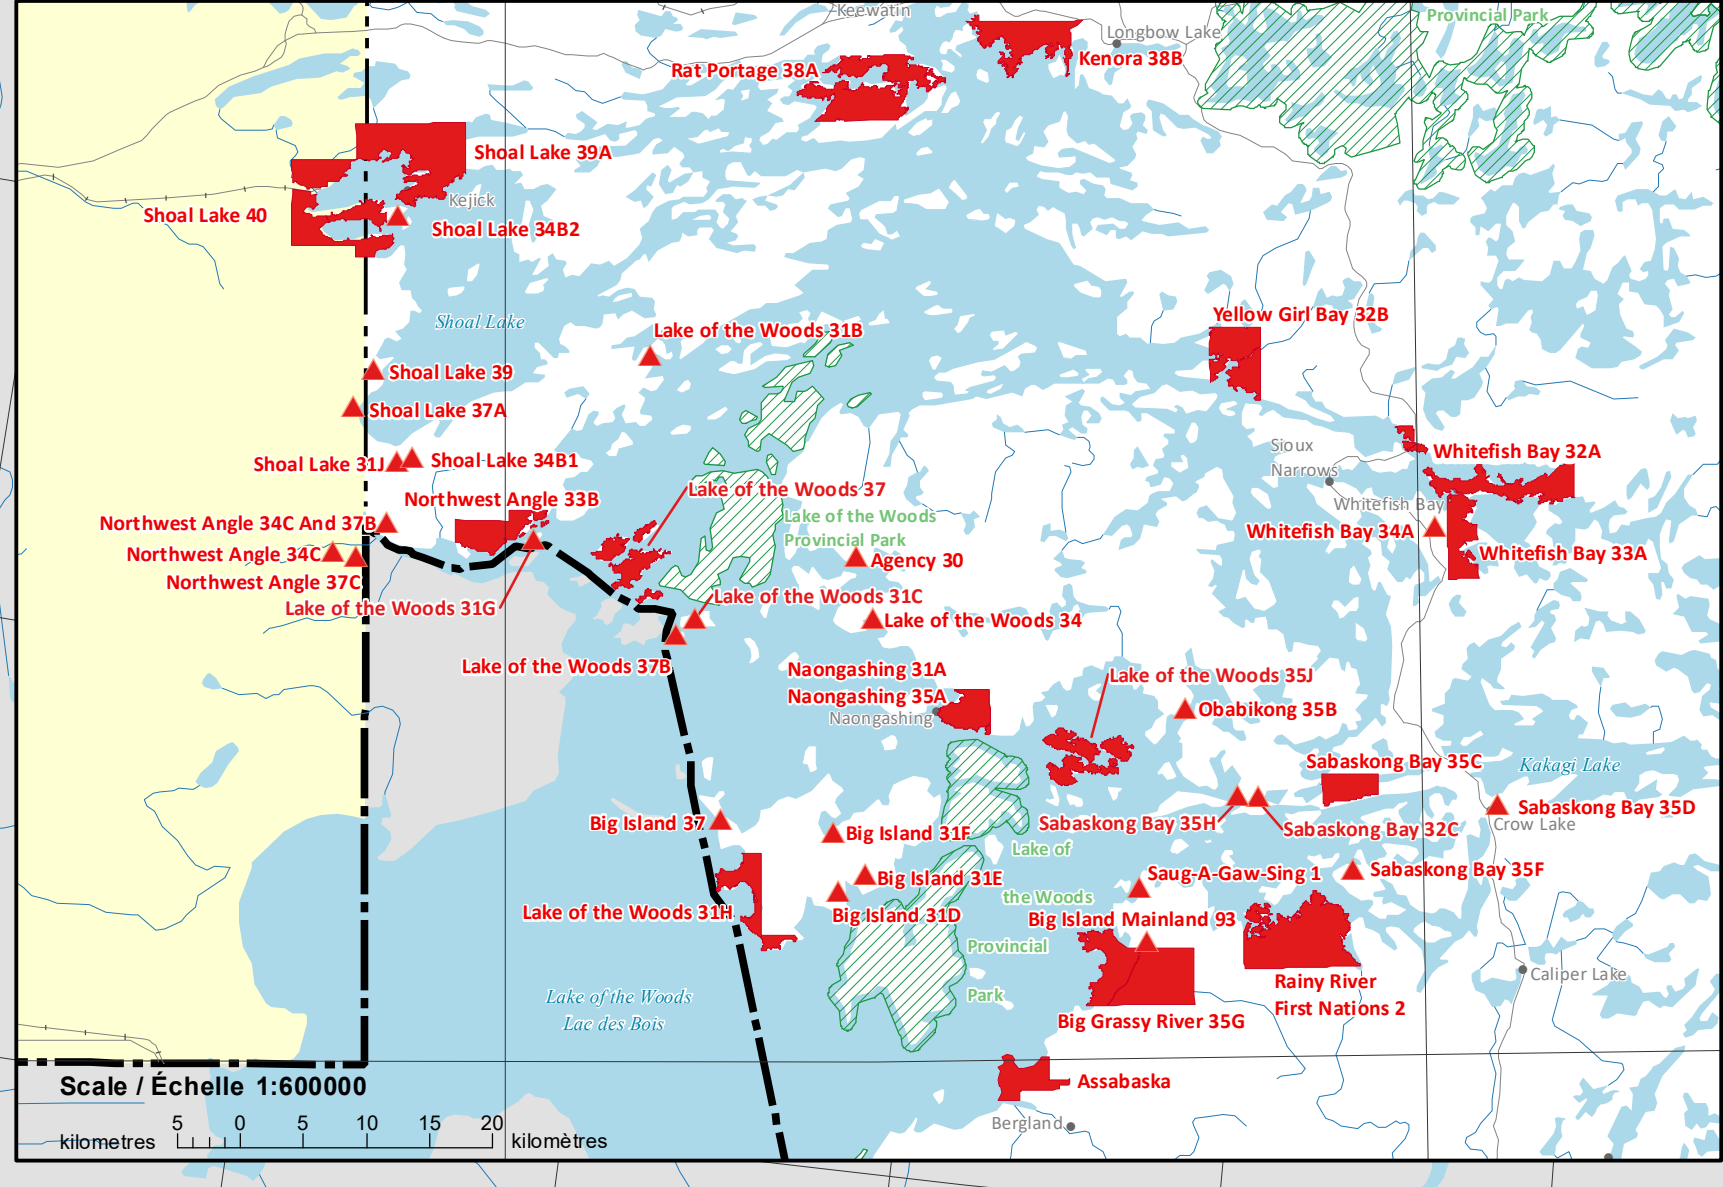 Keewatin
Provincial Park
Longbow Lake
Kenora 38B
Rat Portage 38A
Shoal Lake 39A
Kejick
Shoal Lake 40
Shoal Lake 34B2
Shoal Lake
Yellow Girl Bay 32B
Lake of the Woods 31B
Shoal Lake 39
Shoal Lake 37A
Sioux
Narrows
Whitefish Bay 32A
Shoal Lake 31J
Shoal Lake 34B1
Lake of the Woods 37
Northwest Angle 33B
Whitefish Bay
Lake of the Woods
Provincial Park
Northwest Angle 34C And 37B
Whitefish Bay 34A
Northwest Angle 34C
Agency 30
Whitefish Bay 33A
Northwest Angle 37C
Lake of the Woods 31C
Lake of the Woods 31G
Lake of the Woods 34
Lake of the Woods 37B
Naongashing 31A
Naongashing 35A
Naongashing
Lake of the Woods 35J
Obabikong 35B
Sabaskong Bay 35C
Kakagi Lake
Sabaskong Bay 35D
Crow Lake
Big Island 37
Big Island 31F
Sabaskong Bay 35H
Sabaskong Bay 32C
Lake of
the Woods
Provincial
Park
Big Island 31E
Saug-A-Gaw-Sing 1
Sabaskong Bay 35F
Lake of the Woods 31H
Big Island 31D
Big Island Mainland 93
Caliper Lake
Rainy River
First Nations 2
Lake of the Woods
Lac des Bois
Big Grassy River 35G
Assabaska
Bergland
Scale / Échelle 1:600000
5 0 5 10 15 20
kilometres kilomètres